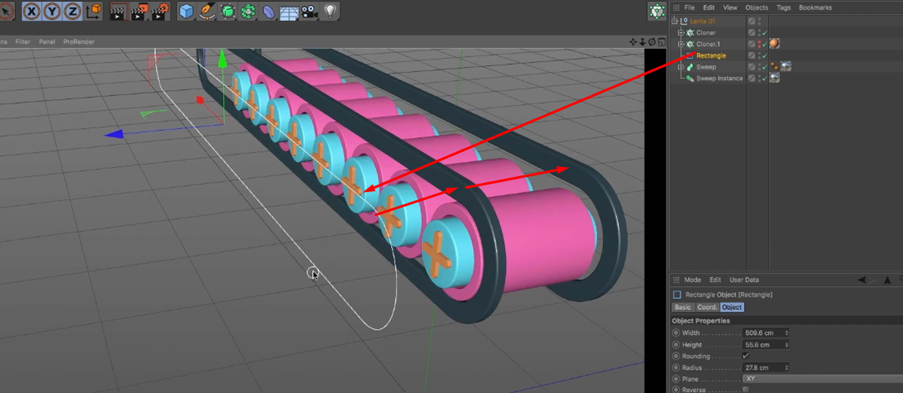 X Y Z
File Edit View Objects Tags Bookmarks
Lenta 01
Cloner
Cloner.1
Rectangle
Sweep
Sweep Instance
Filter Panel ProRender
Mode Edit User Data
Rectangle Object [Rectangle]
Basic Coord. Object
Object Properties
Width 509.6 cm
Height 55.6 cm
Rounding
Radius 27.8 cm
Plane XY
Reverse